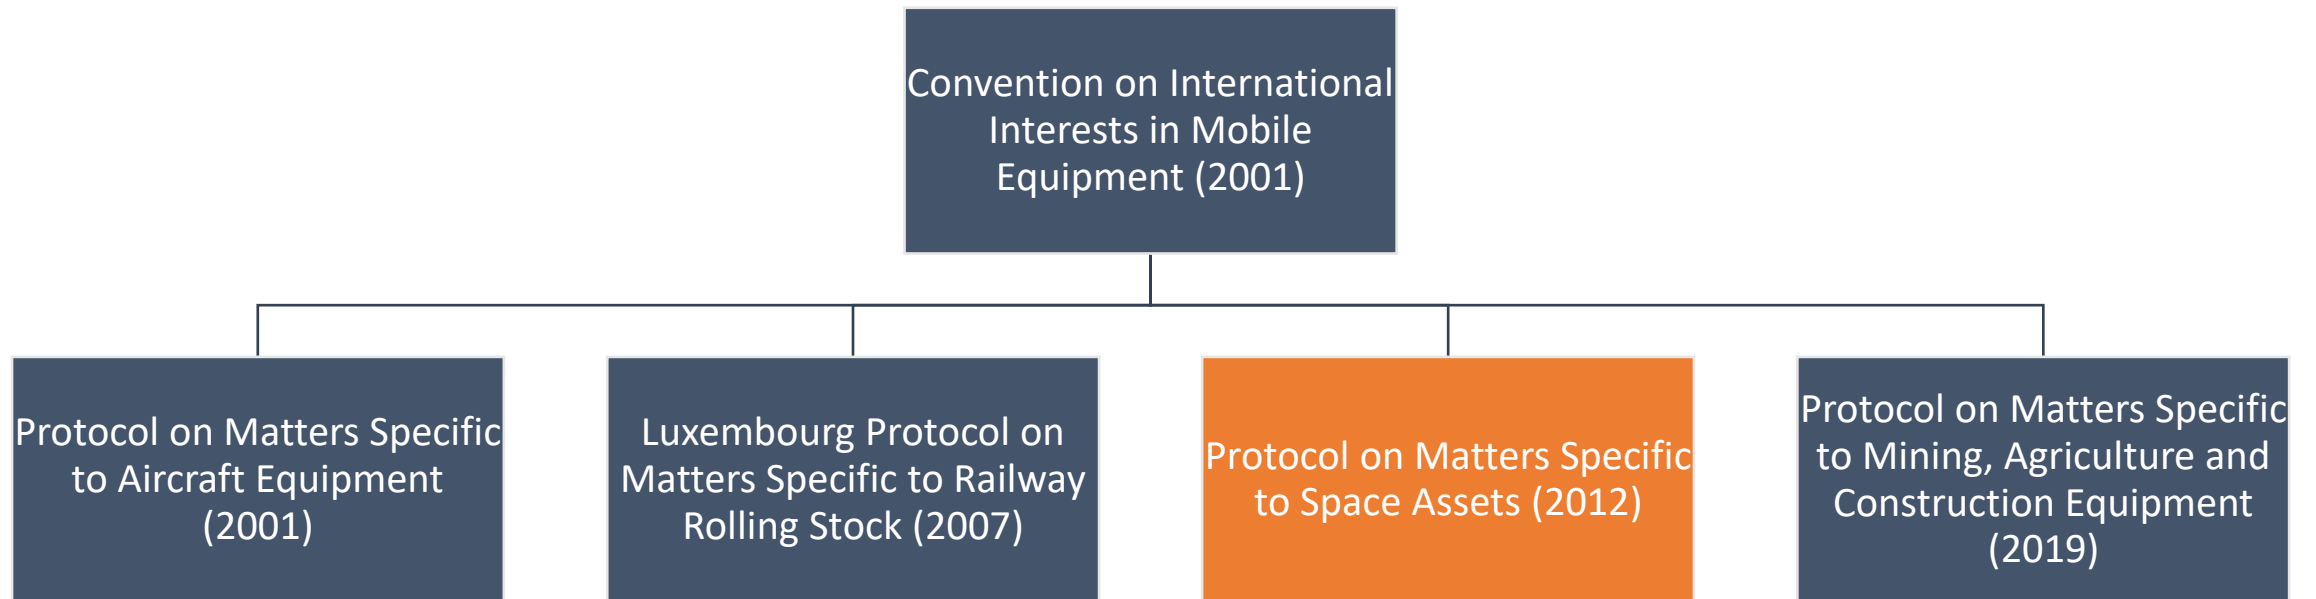 Convention on International
Interests in Mobile
Equipment (2001)
Protocol on Matters Specific
to Aircraft Equipment
(2001)
Luxembourg Protocol on
Matters Specific to Railway
Rolling Stock (2007)
Protocol on Matters Specific
to Space Assets (2012)
Protocol on Matters Specific
to Mining, Agriculture and
Construction Equipment
(2019)